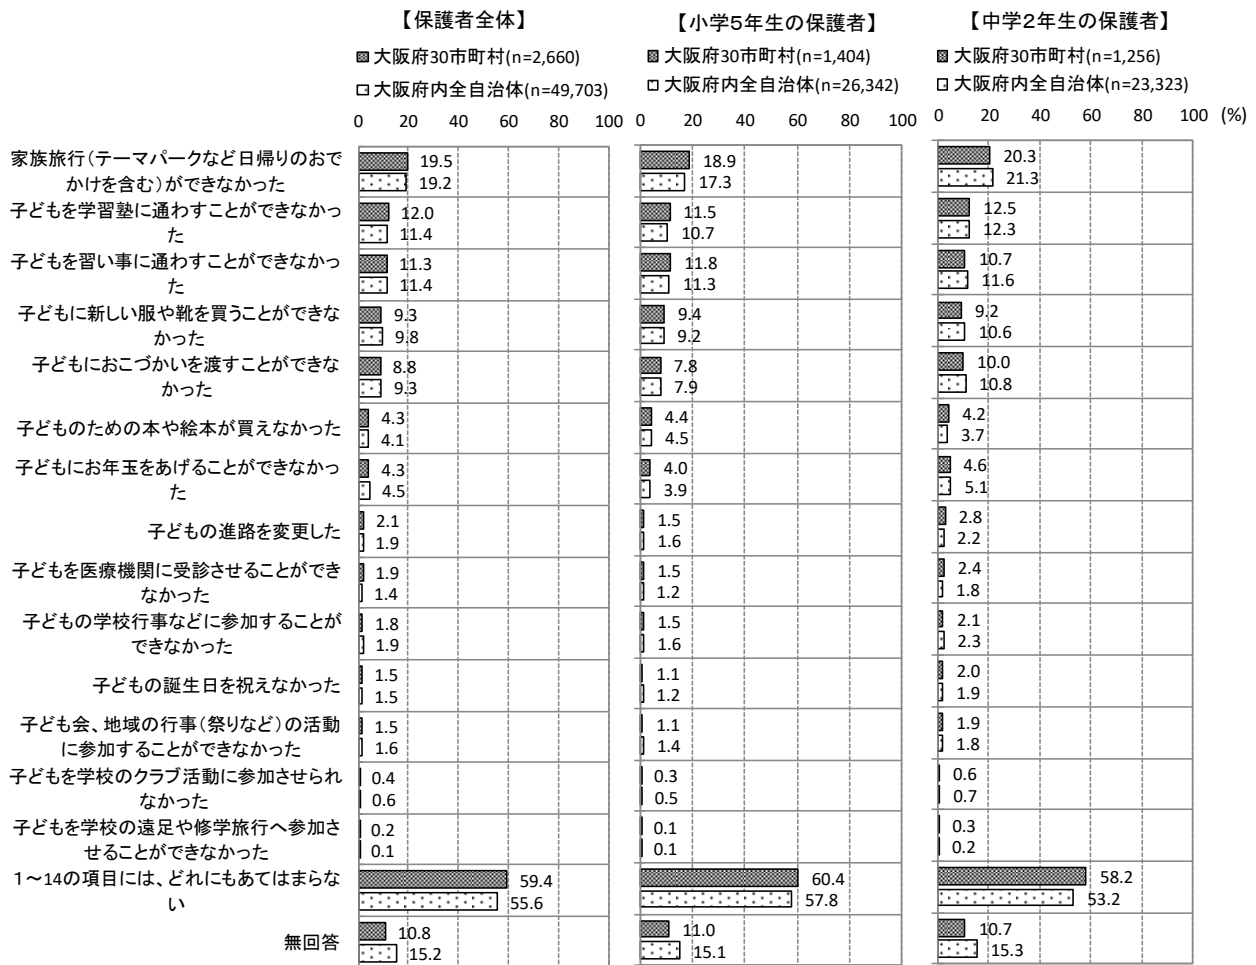 【保護者全体】 【小学5年生の保護者】 【中学2年生の保護者】
大阪府30市町村(n=2,660) 大阪府30市町村(n=1,404) 大阪府30市町村(n=1,256)
大阪府内全自治体(n=49,703) 大阪府内全自治体(n=26,342) 大阪府内全自治体(n=23,323)
0 20 40 60 80 100 0 20 40 60 80 100 0 20 40 60 80 100 (%)
家族旅行(テーマパークなど日帰りのおで
かけを含む)ができなかった
19.5 18.9 20.3
19.2 17.3 21.3
子どもを学習塾に通わすことができなかっ
た
12.0 11.5 12.5
11.4 10.7 12.3
子どもを習い事に通わすことができなかっ
た
11.3 11.8 10.7
11.4 11.3 11.6
子どもに新しい服や靴を買うことができな
かった
9.3 9.4 9.2
9.8 9.2 10.6
子どもにおこづかいを渡すことができな
かった
8.8 7.8 10.0
9.3 7.9 10.8
子どものための本や絵本が買えなかった
4.3 4.4 4.2
4.1 4.5 3.7
子どもにお年玉をあげることができなかっ
た
4.3 4.0 4.6
4.5 3.9 5.1
子どもの進路を変更した
2.1 1.5 2.8
1.9 1.6 2.2
子どもを医療機関に受診させることができ
なかった
1.9 1.5 2.4
1.4 1.2 1.8
子どもの学校行事などに参加することが
できなかった
1.8 1.5 2.1
1.9 1.6 2.3
子どもの誕生日を祝えなかった
1.5 1.1 2.0
1.5 1.2 1.9
子ども会、地域の行事(祭りなど)の活動
に参加することができなかった
1.5 1.1 1.9
1.6 1.4 1.8
子どもを学校のクラブ活動に参加させられ
なかった
0.4 0.3 0.6
0.6 0.5 0.7
子どもを学校の遠足や修学旅行へ参加さ
せることができなかった
0.2 0.1 0.3
0.1 0.1 0.2
1~14の項目には、どれにもあてはまらな
い
59.4 60.4 58.2
55.6 57.8 53.2
無回答
10.8 11.0 10.7
15.2 15.1 15.3